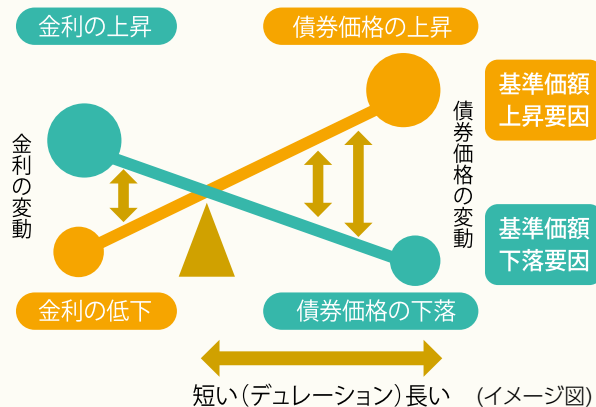 金利の上昇
債券価格の上昇
基準価額
上昇要因
金利の変動
債券価格の変動
基準価額
下落要因
金利の低下
債券価格の下落
短い(デュレーション)長い (イメージ図)